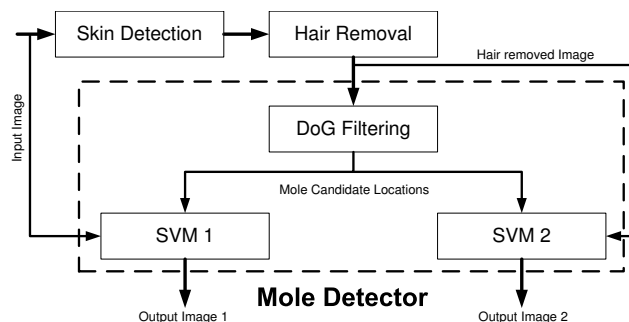 Skin Detection
Hair Removal
Hair removed Image
Input Image
DoG Filtering
Mole Candidate Locations
SVM 1
SVM 2
Mole Detector
Output Image 1
Output Image 2